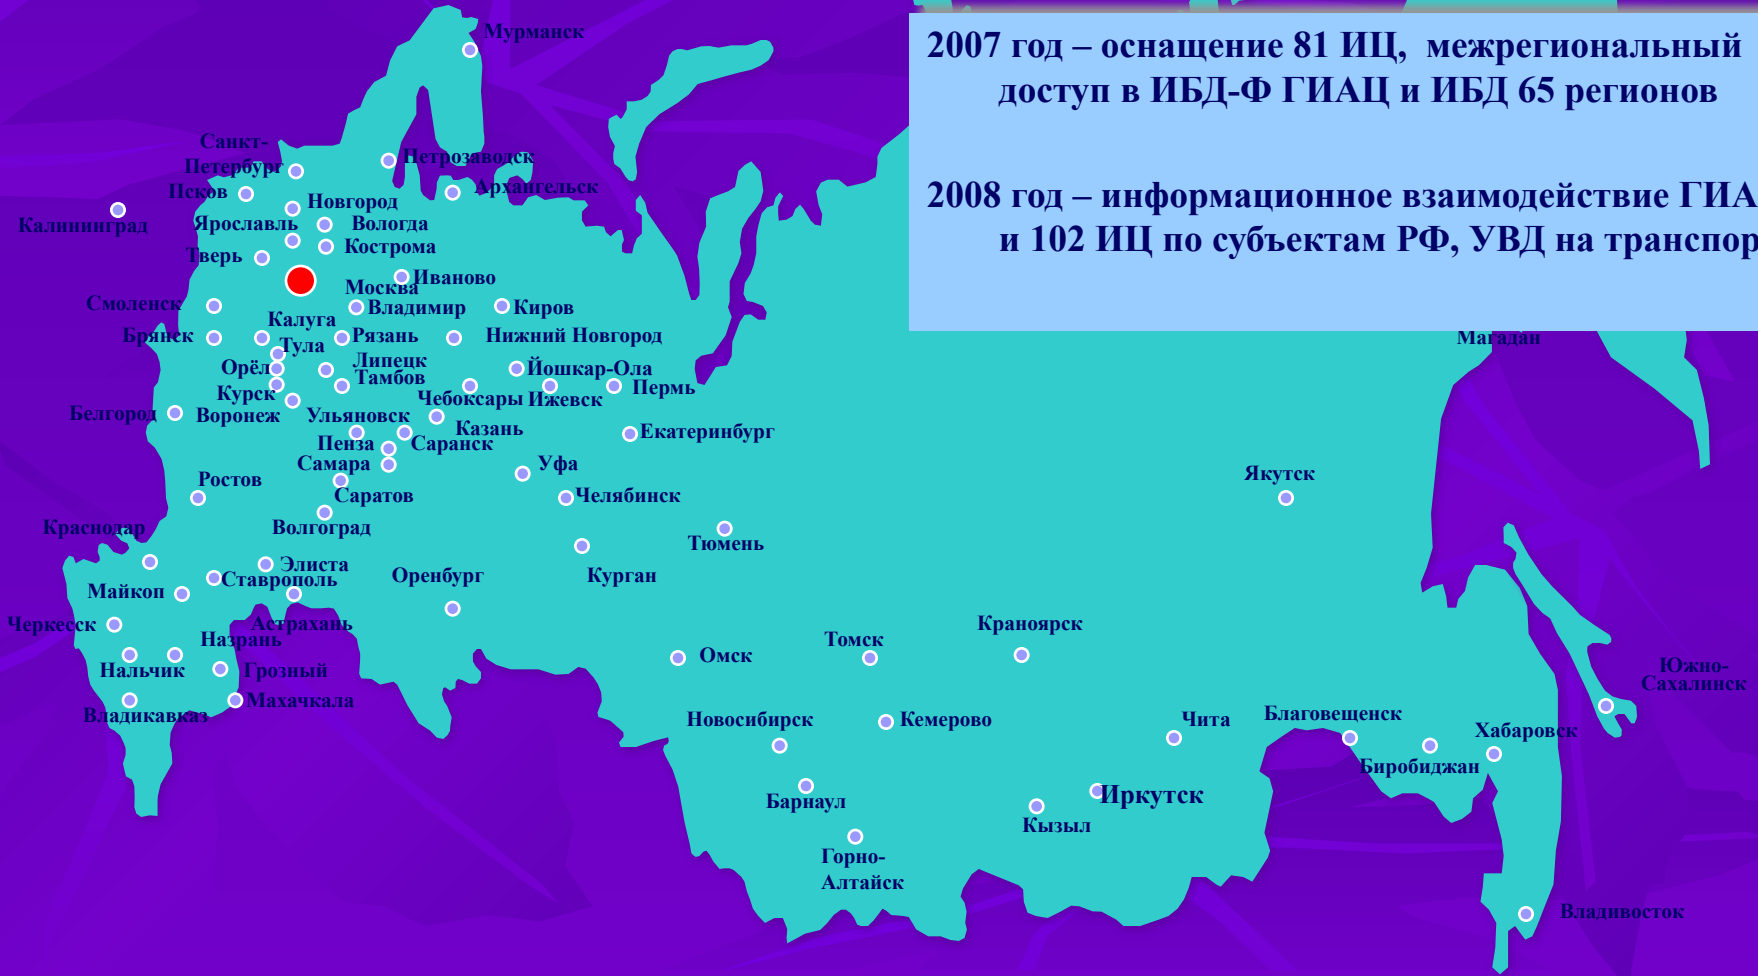 2007 год – оснащение 81 ИЦ, межрегиональный
доступ в ИБД-Ф ГИАЦ и ИБД 65 регионов
2008 год – информационное взаимодействие ГИА
и 102 ИЦ по субъектам РФ, УВД на транспор
Мурманск
Санкт-
Петербург
Петрозаводск
Псков
Архангельск
Новгород
Калининград
Ярославль
Вологда
Кострома
Тверь
Иваново
Москва
Смоленск
Владимир
Киров
Калуга
Брянск
Рязань
Нижний Новгород
Магадан
Тула
Липецк
Орёл
Йошкар-Ола
Тамбов
Пермь
Курск
Чебоксары
Ижевск
Белгород
Воронеж
Ульяновск
Казань
Екатеринбург
Пенза
Саранск
Самара
Уфа
Якутск
Ростов
Саратов
Челябинск
Краснодар
Волгоград
Тюмень
Элиста
Ставрополь
Оренбург
Курган
Майкоп
Черкесск
Астрахань
Краноярск
Назрань
Томск
Омск
Нальчик
Грозный
Южно-
Сахалинск
Махачкала
Владикавказ
Новосибирск
Кемерово
Чита
Благовещенск
Хабаровск
Биробиджан
Барнаул
Иркутск
Кызыл
Горно-
Алтайск
Владивосток